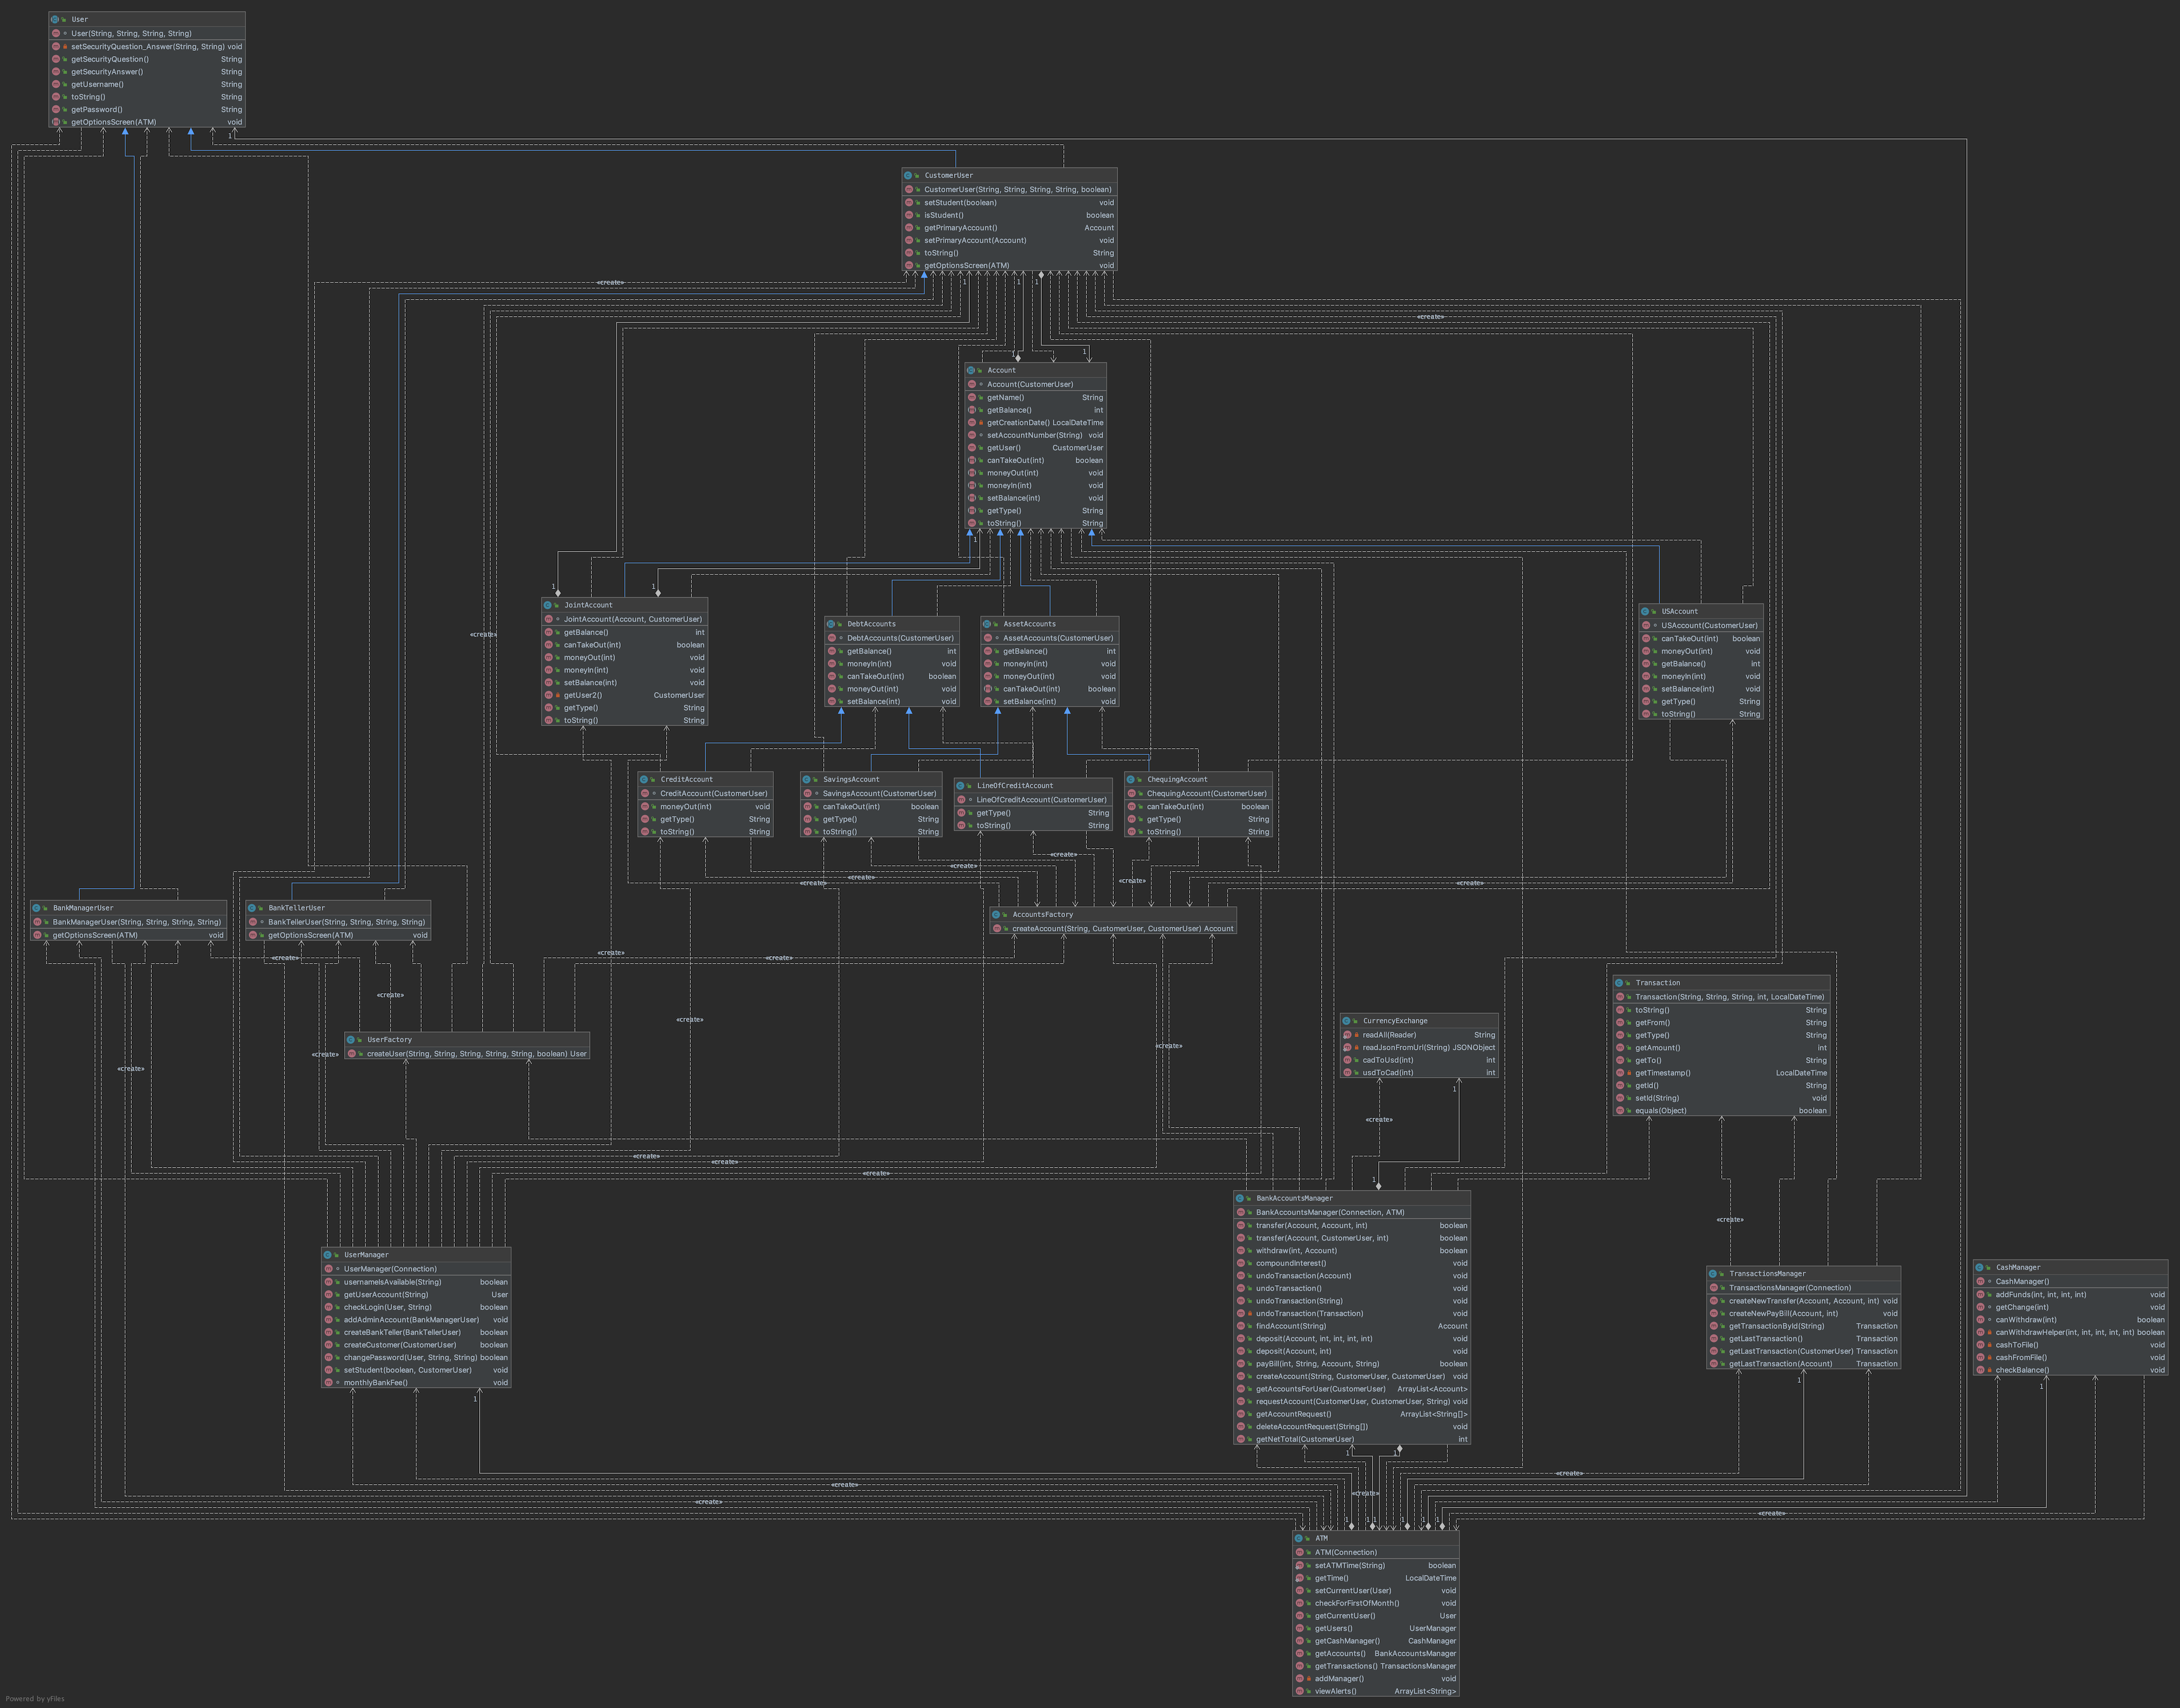 User
User(String, String, String, String)
setSecurityQuestion_Answer(String, String) void
getSecurityQuestion() String
getSecurityAnswer() String
getUsername() String
toString() String
getPassword() String
getOptionsScreen(ATM) void
1
CustomerUser
CustomerUser(String, String, String, String, boolean)
setStudent(boolean) void
isStudent() boolean
getPrimaryAccount() Account
setPrimaryAccount(Account) void
toString() String
getOptionsScreen(ATM) void
«create»
1
1
1
«create»
1
1
Account
Account(CustomerUser)
getName() String
getBalance() int
getCreationDate() LocalDateTime
setAccountNumber(String) void
getUser() CustomerUser
canTakeOut(int) boolean
moneyOut(int) void
moneyIn(int) void
setBalance(int) void
getType() String
toString() String
1
1
1
«create»
JointAccount
JointAccount(Account, CustomerUser)
getBalance() int
canTakeOut(int) boolean
moneyOut(int) void
moneyIn(int) void
setBalance(int) void
getUser2() CustomerUser
getType() String
toString() String
DebtAccounts
DebtAccounts(CustomerUser)
getBalance() int
moneyIn(int) void
canTakeOut(int) boolean
moneyOut(int) void
setBalance(int) void
AssetAccounts
AssetAccounts(CustomerUser)
getBalance() int
moneyIn(int) void
moneyOut(int) void
canTakeOut(int) boolean
setBalance(int) void
USAccount
USAccount(CustomerUser)
canTakeOut(int) boolean
moneyOut(int) void
getBalance() int
moneyIn(int) void
setBalance(int) void
getType() String
toString() String
CreditAccount
CreditAccount(CustomerUser)
moneyOut(int) void
getType() String
toString() String
SavingsAccount
SavingsAccount(CustomerUser)
canTakeOut(int) boolean
getType() String
toString() String
LineOfCreditAccount
LineOfCreditAccount(CustomerUser)
getType() String
toString() String
ChequingAccount
ChequingAccount(CustomerUser)
canTakeOut(int) boolean
getType() String
toString() String
«create»
«create»
«create»
«create»
«create»
«create»
BankManagerUser
BankManagerUser(String, String, String, String)
getOptionsScreen(ATM) void
BankTellerUser
BankTellerUser(String, String, String, String)
getOptionsScreen(ATM) void
AccountsFactory
createAccount(String, CustomerUser, CustomerUser) Account
«create»
«create»
«create»
«create»
«create»
UserFactory
createUser(String, String, String, String, String, boolean) User
CurrencyExchange
readAll(Reader) String
readJsonFromUrl(String) JSONObject
cadToUsd(int) int
usdToCad(int) int
Transaction
Transaction(String, String, String, int, LocalDateTime)
toString() String
getFrom() String
getType() String
getAmount() int
getTo() String
getTimestamp() LocalDateTime
getId() String
setId(String) void
equals(Object) boolean
«create»
«create»
«create»
1
«create»
«create»
«create»
«create»
1
«create»
BankAccountsManager
BankAccountsManager(Connection, ATM)
transfer(Account, Account, int) boolean
transfer(Account, CustomerUser, int) boolean
withdraw(int, Account) boolean
compoundInterest() void
undoTransaction(Account) void
undoTransaction() void
undoTransaction(String) void
undoTransaction(Transaction) void
findAccount(String) Account
deposit(Account, int, int, int, int) void
deposit(Account, int) void
payBill(int, String, Account, String) boolean
createAccount(String, CustomerUser, CustomerUser) void
getAccountsForUser(CustomerUser) ArrayList<Account>
requestAccount(CustomerUser, CustomerUser, String) void
getAccountRequest() ArrayList<String[]>
deleteAccountRequest(String[]) void
getNetTotal(CustomerUser) int
UserManager
UserManager(Connection)
usernameIsAvailable(String) boolean
getUserAccount(String) User
checkLogin(User, String) boolean
addAdminAccount(BankManagerUser) void
createBankTeller(BankTellerUser) boolean
createCustomer(CustomerUser) boolean
changePassword(User, String, String) boolean
setStudent(boolean, CustomerUser) void
monthlyBankFee() void
TransactionsManager
TransactionsManager(Connection)
createNewTransfer(Account, Account, int) void
createNewPayBill(Account, int) void
getTransactionById(String) Transaction
getLastTransaction() Transaction
getLastTransaction(CustomerUser) Transaction
getLastTransaction(Account) Transaction
CashManager
CashManager()
addFunds(int, int, int, int) void
getChange(int) void
canWithdraw(int) boolean
canWithdrawHelper(int, int, int, int, int) boolean
cashToFile() void
cashFromFile() void
checkBalance() void
1
1
1
1
1
«create»
«create»
«create»
«create»
«create»
1
1
1
1
1
1
ATM
ATM(Connection)
setATMTime(String) boolean
getTime() LocalDateTime
setCurrentUser(User) void
checkForFirstOfMonth() void
getCurrentUser() User
getUsers() UserManager
getCashManager() CashManager
getAccounts() BankAccountsManager
getTransactions() TransactionsManager
addManager() void
viewAlerts() ArrayList<String>
Powered by yFiles